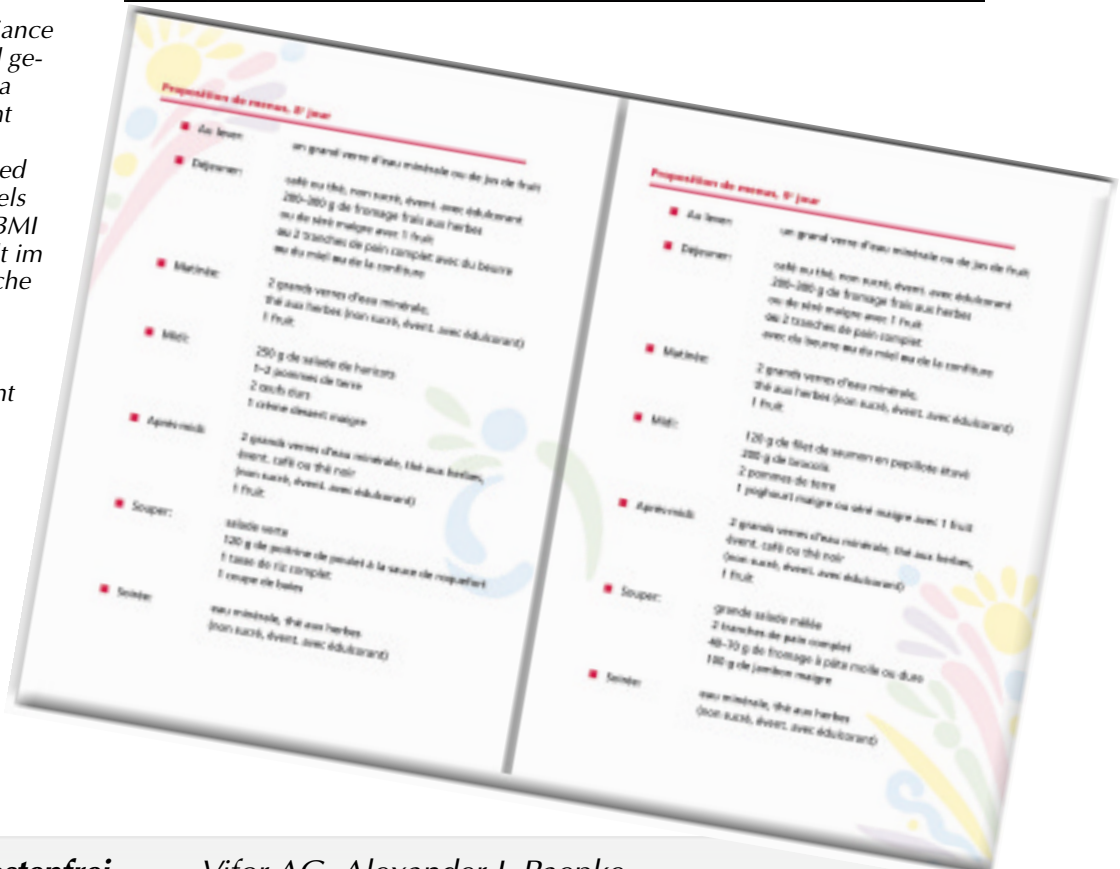 iance
l ge-
a
nt
ed
els
BMI
t im
che
nt
Proposition de menus, 8e jour
Au lever:
un grand verre d'eau minérale ou de jus de fruit
Déjeuner:
café ou thé, non sucré, évent. avec édulcorant
200–280 g de fromage frais aux herbes
ou de séré maigre avec 1 fruit
ou 2 tranches de pain complet avec du beurre
ou du miel ou de la confiture
Matinée:
2 grands verres d'eau minérale,
thé aux herbes (non sucré, évent. avec édulcorant)
1 fruit
Midi:
250 g de salade de haricots
1–2 pommes de terre
2 œufs durs
1 crème dessert maigre
Après-midi:
2 grands verres d'eau minérale, thé aux herbes,
évent. café ou thé noir
(non sucré, évent. avec édulcorant)
1 fruit
Souper:
salade verte
120 g de poitrine de poulet à la sauce de roquefort
1 tasse de riz complet
1 coupe de baies
Soirée:
eau minérale, thé aux herbes
(non sucré, évent. avec édulcorant)
Proposition de menus, 9e jour
Au lever:
un grand verre d'eau minérale ou de jus de fruit
Déjeuner:
café ou thé, non sucré, évent. avec édulcorant
200–280 g de fromage frais aux herbes
ou de séré maigre avec 1 fruit
ou 2 tranches de pain complet
avec du beurre ou du miel ou de la confiture
Matinée:
2 grands verres d'eau minérale,
thé aux herbes (non sucré, évent. avec édulcorant)
1 fruit
Midi:
120 g de filet de saumon en papillote étuvé
200 g de brocolis
2 pommes de terre
1 yoghourt maigre ou séré maigre avec 1 fruit
Après-midi:
2 grands verres d'eau minérale, thé aux herbes,
évent. café ou thé noir
(non sucré, évent. avec édulcorant)
1 fruit
Souper:
grande salade mêlée
2 tranches de pain complet
g de fromage à pâte molle ou dure
100 g de jambon maigre
Soirée:
eau minérale, thé aux herbes
(non sucré, évent. avec édulcorant)
Vifor AG, Alexander J.